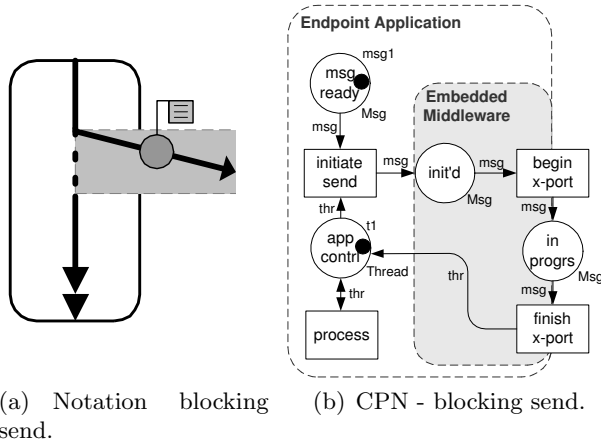 Endpoint Application
msg1
msg
ready
Msg
msg
Embedded
Middleware
initiate
send
msg
init'd
msg
begin
x-port
Msg
thr
msg
t1
app
contrl
Thread
in
progrs
Msg
thr
thr
msg
process
finish
x-port
(a) Notation blocking
send.
(b) CPN - blocking send.